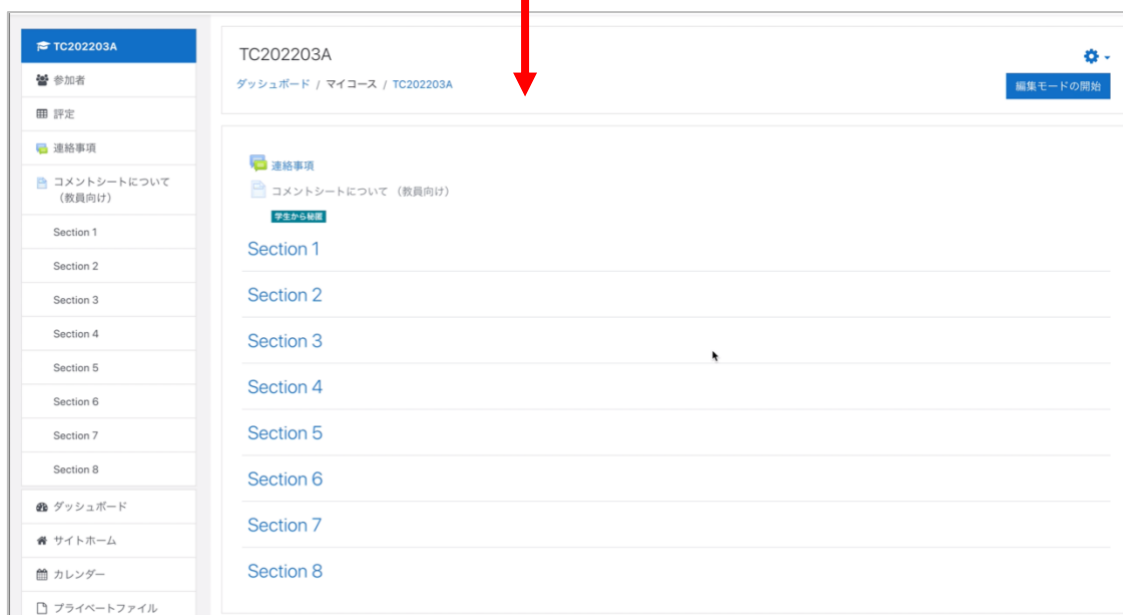 TC202203A
参加者
評定
連絡事項
コメントシートについて
（教員向け）
Section 1
Section 2
Section 3
Section 4
Section 5
Section 6
Section 7
Section 8
ダッシュボード
サイトホーム
カレンダー
プライベートファイル
TC202203A
ダッシュボード / マイコース / TC202203A
編集モードの開始
連絡事項
コメントシートについて （教員向け）
学生から秘匿
Section 1
Section 2
Section 3
Section 4
Section 5
Section 6
Section 7
Section 8